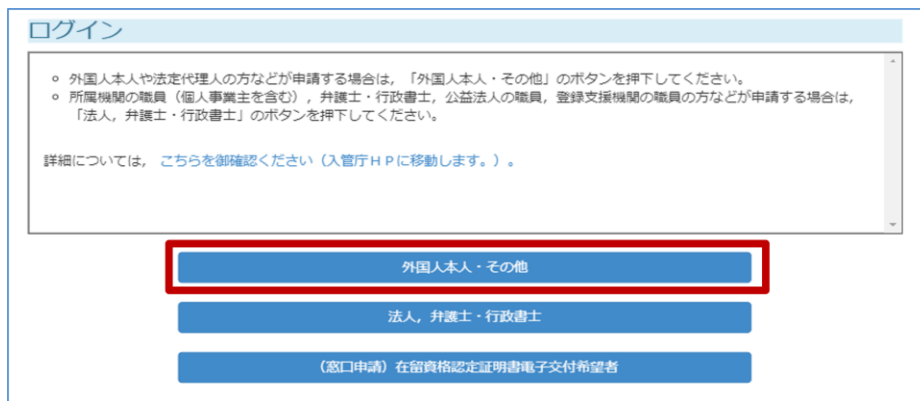 ログイン
○ 外国人本人や法定代理人の方などが申請する場合は，「外国人本人・その他」のボタンを押下してください。
○ 所属機関の職員（個人事業主を含む），弁護士・行政書士，公益法人の職員，登録支援機関の職員の方などが申請する場合は，
「法人，弁護士・行政書士」のボタンを押下してください。
詳細については， こちらを御確認ください（入管庁ＨＰに移動します。）。
外国人本人・その他
法人，弁護士・行政書士
（窓口申請）在留資格認定証明書電子交付希望者